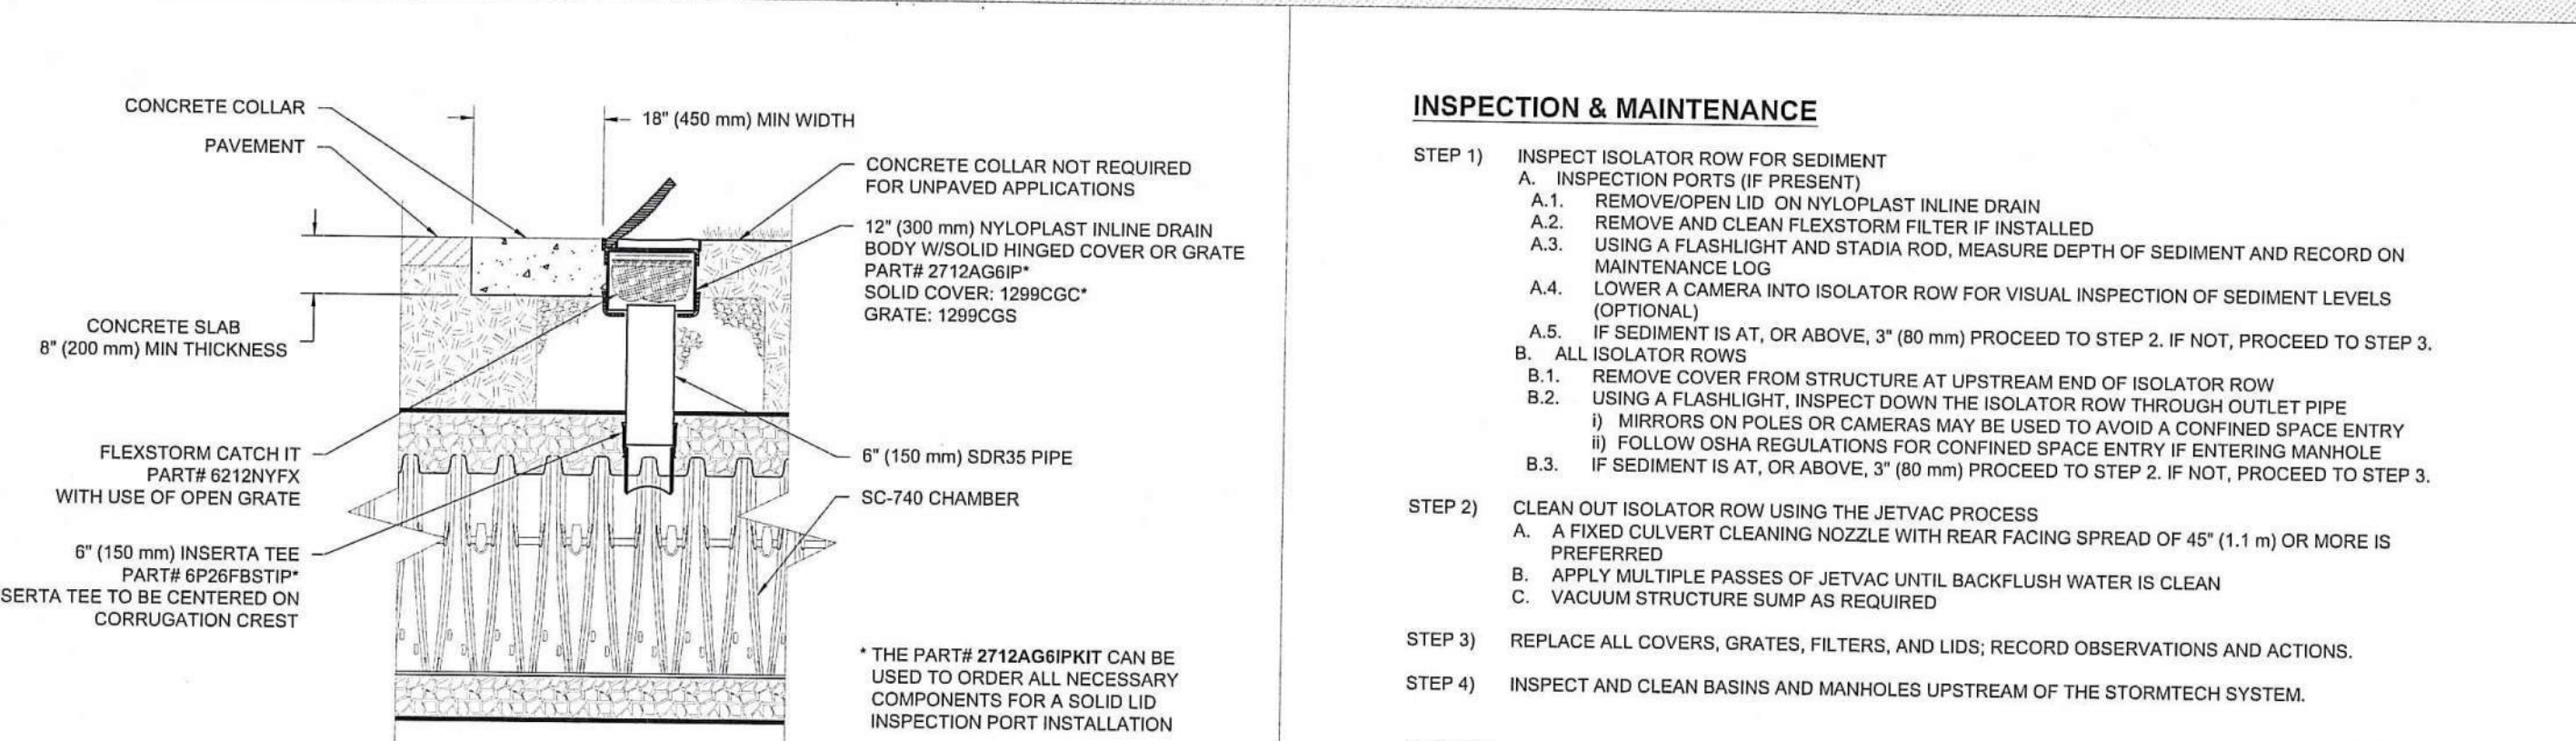 CONCRETE COLLAR
PAVEMENT
18" (450 mm) MIN WIDTH
CONCRETE COLLAR NOT REQUIRED
FOR UNPAVED APPLICATIONS
12" (300 mm) NYLOPLAST INLINE DRAIN
BODY W/SOLID HINGED COVER OR GRATE
PART# 2712AG6IP*
SOLID COVER: 1299CGC*
GRATE: 1299CGS
CONCRETE SLAB
8" (200 mm) MIN THICKNESS
FLEXSTORM CATCH IT
PART# 6212NYFX
WITH USE OF OPEN GRATE
6" (150 mm) SDR35 PIPE
SC-740 CHAMBER
6" (150 mm) INSERTA TEE
PART# 6P26FBSTIP*
SERTA TEE TO BE CENTERED ON
CORRUGATION CREST
* THE PART# 2712AG6IPKIT CAN BE
USED TO ORDER ALL NECESSARY
COMPONENTS FOR A SOLID LID
INSPECTION PORT INSTALLATION
INSPECTION & MAINTENANCE
STEP 1) INSPECT ISOLATOR ROW FOR SEDIMENT
A. INSPECTION PORTS (IF PRESENT)
A.1. REMOVE/OPEN LID ON NYLOPLAST INLINE DRAIN
A.2. REMOVE AND CLEAN FLEXSTORM FILTER IF INSTALLED
A.3. USING A FLASHLIGHT AND STADIA ROD, MEASURE DEPTH OF SEDIMENT AND RECORD ON
MAINTENANCE LOG
A.4. LOWER A CAMERA INTO ISOLATOR ROW FOR VISUAL INSPECTION OF SEDIMENT LEVELS
(OPTIONAL)
A.5. IF SEDIMENT IS AT, OR ABOVE, 3" (80 mm) PROCEED TO STEP 2. IF NOT, PROCEED TO STEP 3.
B. ALL ISOLATOR ROWS
B.1. REMOVE COVER FROM STRUCTURE AT UPSTREAM END OF ISOLATOR ROW
B.2. USING A FLASHLIGHT, INSPECT DOWN THE ISOLATOR ROW THROUGH OUTLET PIPE
i) MIRRORS ON POLES OR CAMERAS MAY BE USED TO AVOID A CONFINED SPACE ENTRY
ii) FOLLOW OSHA REGULATIONS FOR CONFINED SPACE ENTRY IF ENTERING MANHOLE
B.3. IF SEDIMENT IS AT, OR ABOVE, 3" (80 mm) PROCEED TO STEP 2. IF NOT, PROCEED TO STEP 3.
STEP 2) CLEAN OUT ISOLATOR ROW USING THE JETVAC PROCESS
A. A FIXED CULVERT CLEANING NOZZLE WITH REAR FACING SPREAD OF 45" (1.1 m) OR MORE IS
PREFERRED
B. APPLY MULTIPLE PASSES OF JETVAC UNTIL BACKFLUSH WATER IS CLEAN
C. VACUUM STRUCTURE SUMP AS REQUIRED
STEP 3) REPLACE ALL COVERS, GRATES, FILTERS, AND LIDS; RECORD OBSERVATIONS AND ACTIONS.
STEP 4) INSPECT AND CLEAN BASINS AND MANHOLES UPSTREAM OF THE STORMTECH SYSTEM.